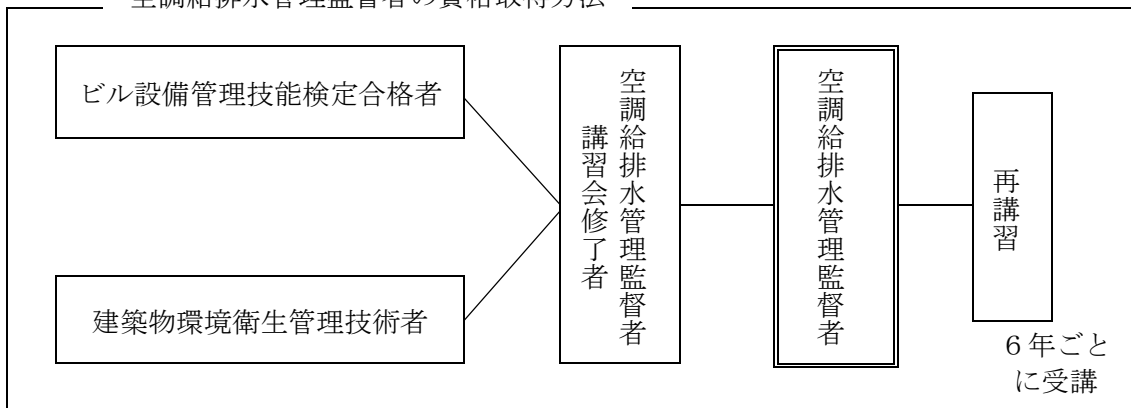 空調給排水管理監督者の資格取得方法
ビル設備管理技能検定合格者
建築物環境衛生管理技術者
空調給排水管理監督者
講習会修了者
空調給排水管理監督者
再講習
６年ごと
に受講